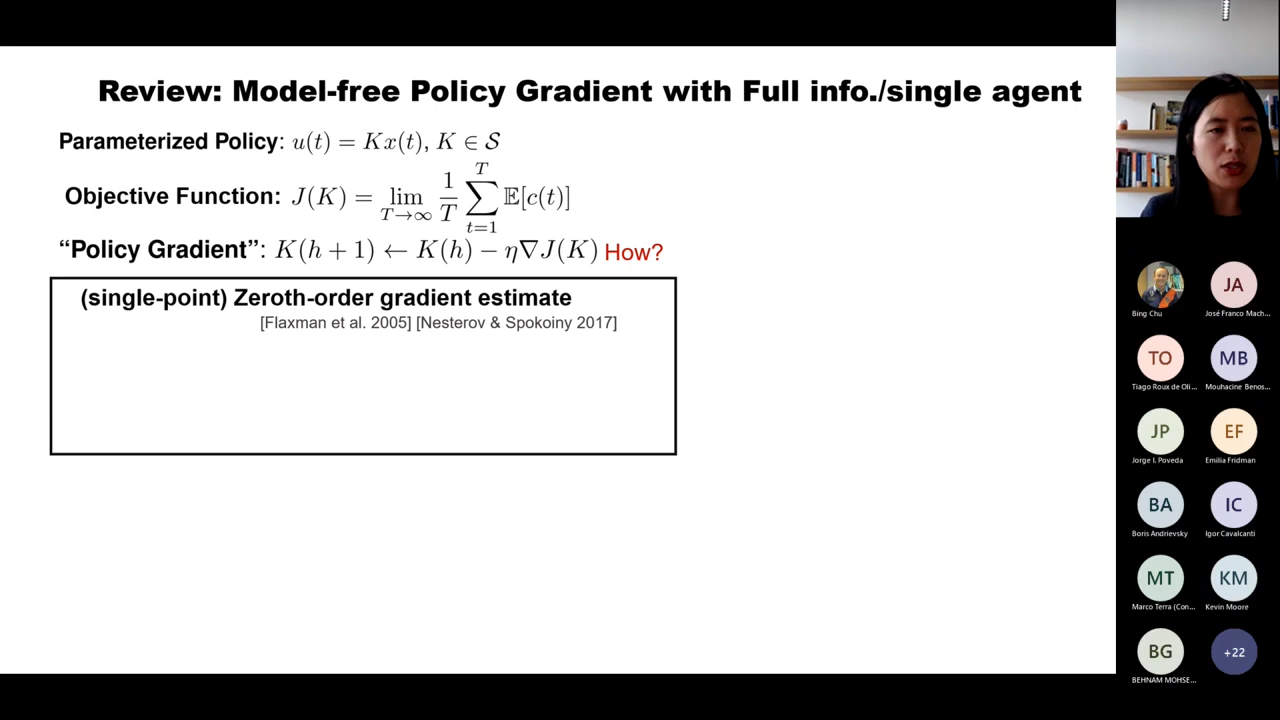 Review: Model-free Policy Gradient with Full info./single agent
Parameterized Policy: u(t) = Kx(t), K ∈ 𝒮
Objective Function: J(K) = lim_{T→∞} 1/T ∑_{t=1}^{T} 𝔼[c(t)]
“Policy Gradient”: K(h + 1) ← K(h) − η∇J(K) How?
(single-point) Zeroth-order gradient estimate
[Flaxman et al. 2005] [Nesterov & Spokoiny 2017]
Bing Chu
JA
José Franco Mach...
TO
Tiago Roux de Oli...
MB
Mouhacine Benos...
JP
Jorge I. Poveda
EF
Emilia Fridman
BA
Boris Andrievsky
IC
Igor Cavalcanti
MT
Marco Terra (Con...
KM
Kevin Moore
BG
BEHNAM MOHSE...
+22